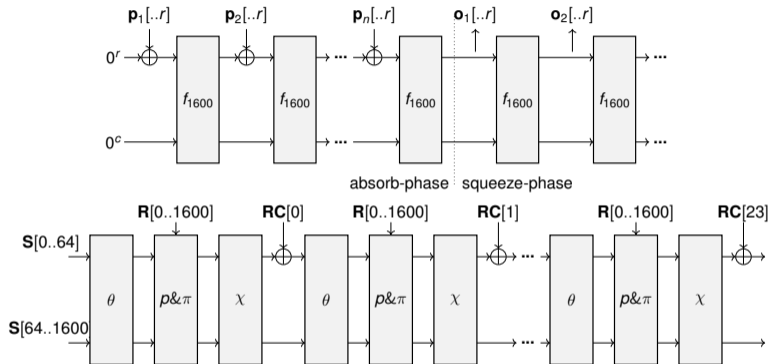 p₁[..r] p₂[..r] pₙ[..r] o₁[..r] o₂[..r]
0ʳ ... ... ...
f₁₆₀₀ f₁₆₀₀ f₁₆₀₀ f₁₆₀₀ f₁₆₀₀
0ᶜ ... ... ...
absorb-phase squeeze-phase
R[0..1600] RC[0] R[0..1600] RC[1] R[0..1600] RC[23]
S[0..64] ...
θ p&π χ θ p&π χ θ p&π χ
S[64..1600 ...